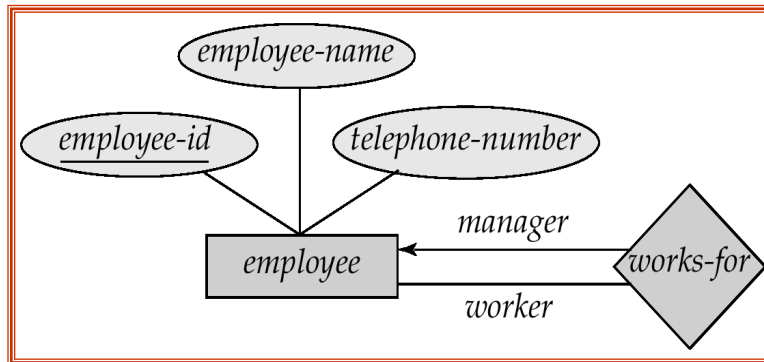 employee-name
employee-id
telephone-number
manager
employee
works-for
worker